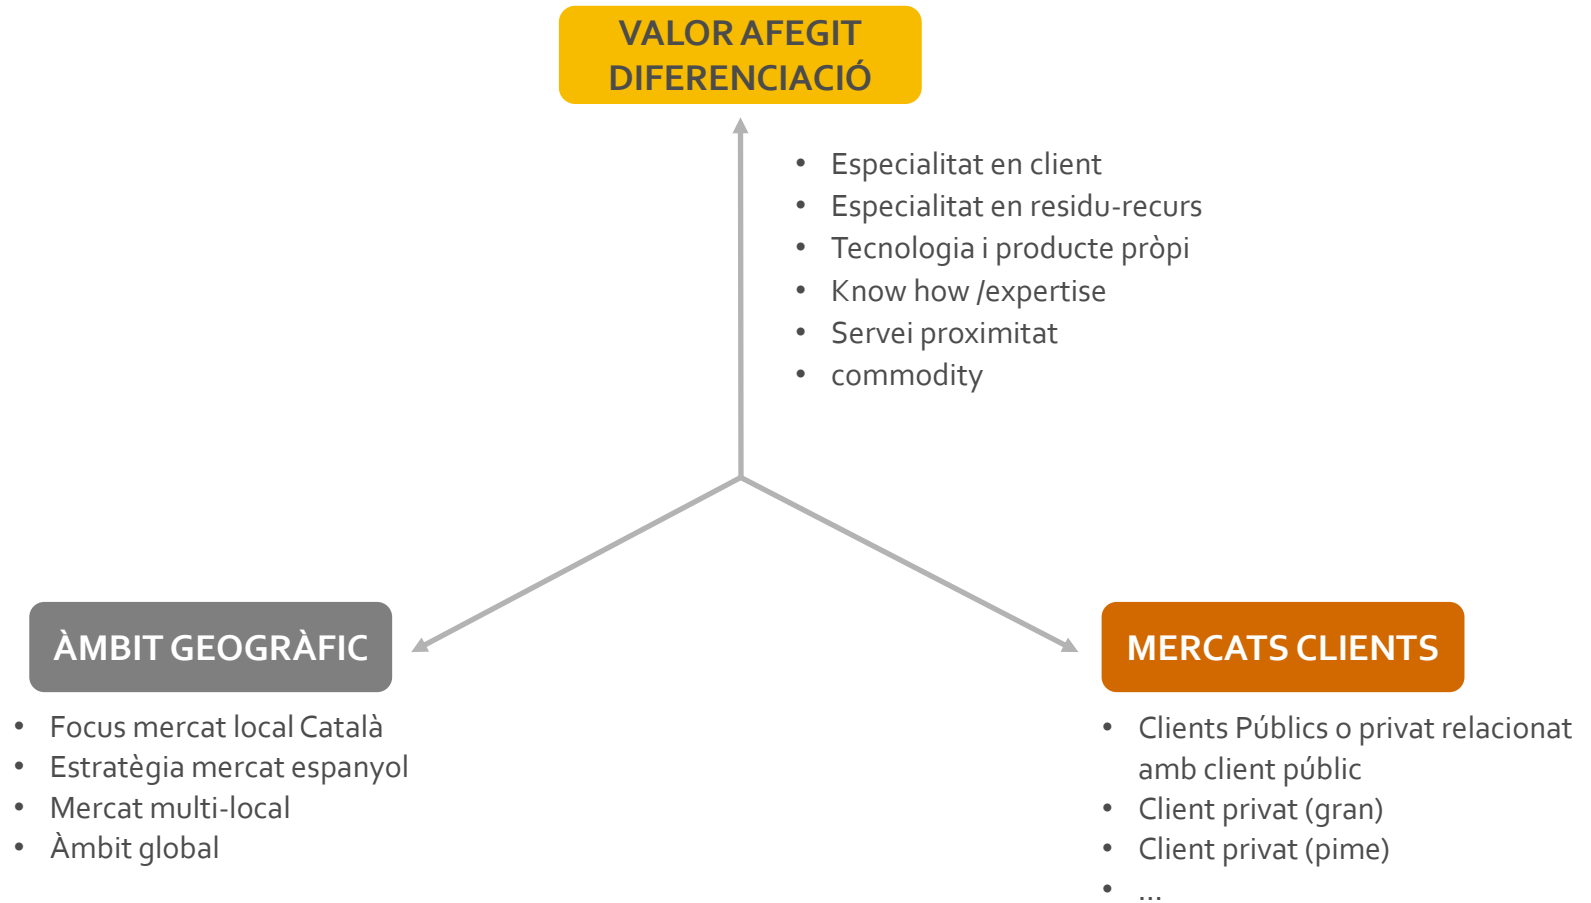 VALOR AFEGIT
DIFERENCIACIÓ
• Especialitat en client
• Especialitat en residu-recurs
• Tecnologia i producte pròpi
• Know how /expertise
• Servei proximitat
• commodity
ÀMBIT GEOGRÀFIC
• Focus mercat local Català
• Estratègia mercat espanyol
• Mercat multi-local
• Àmbit global
MERCATS CLIENTS
• Clients Públics o privat relacionat
amb client públic
• Client privat (gran)
• Client privat (pime)
• ...